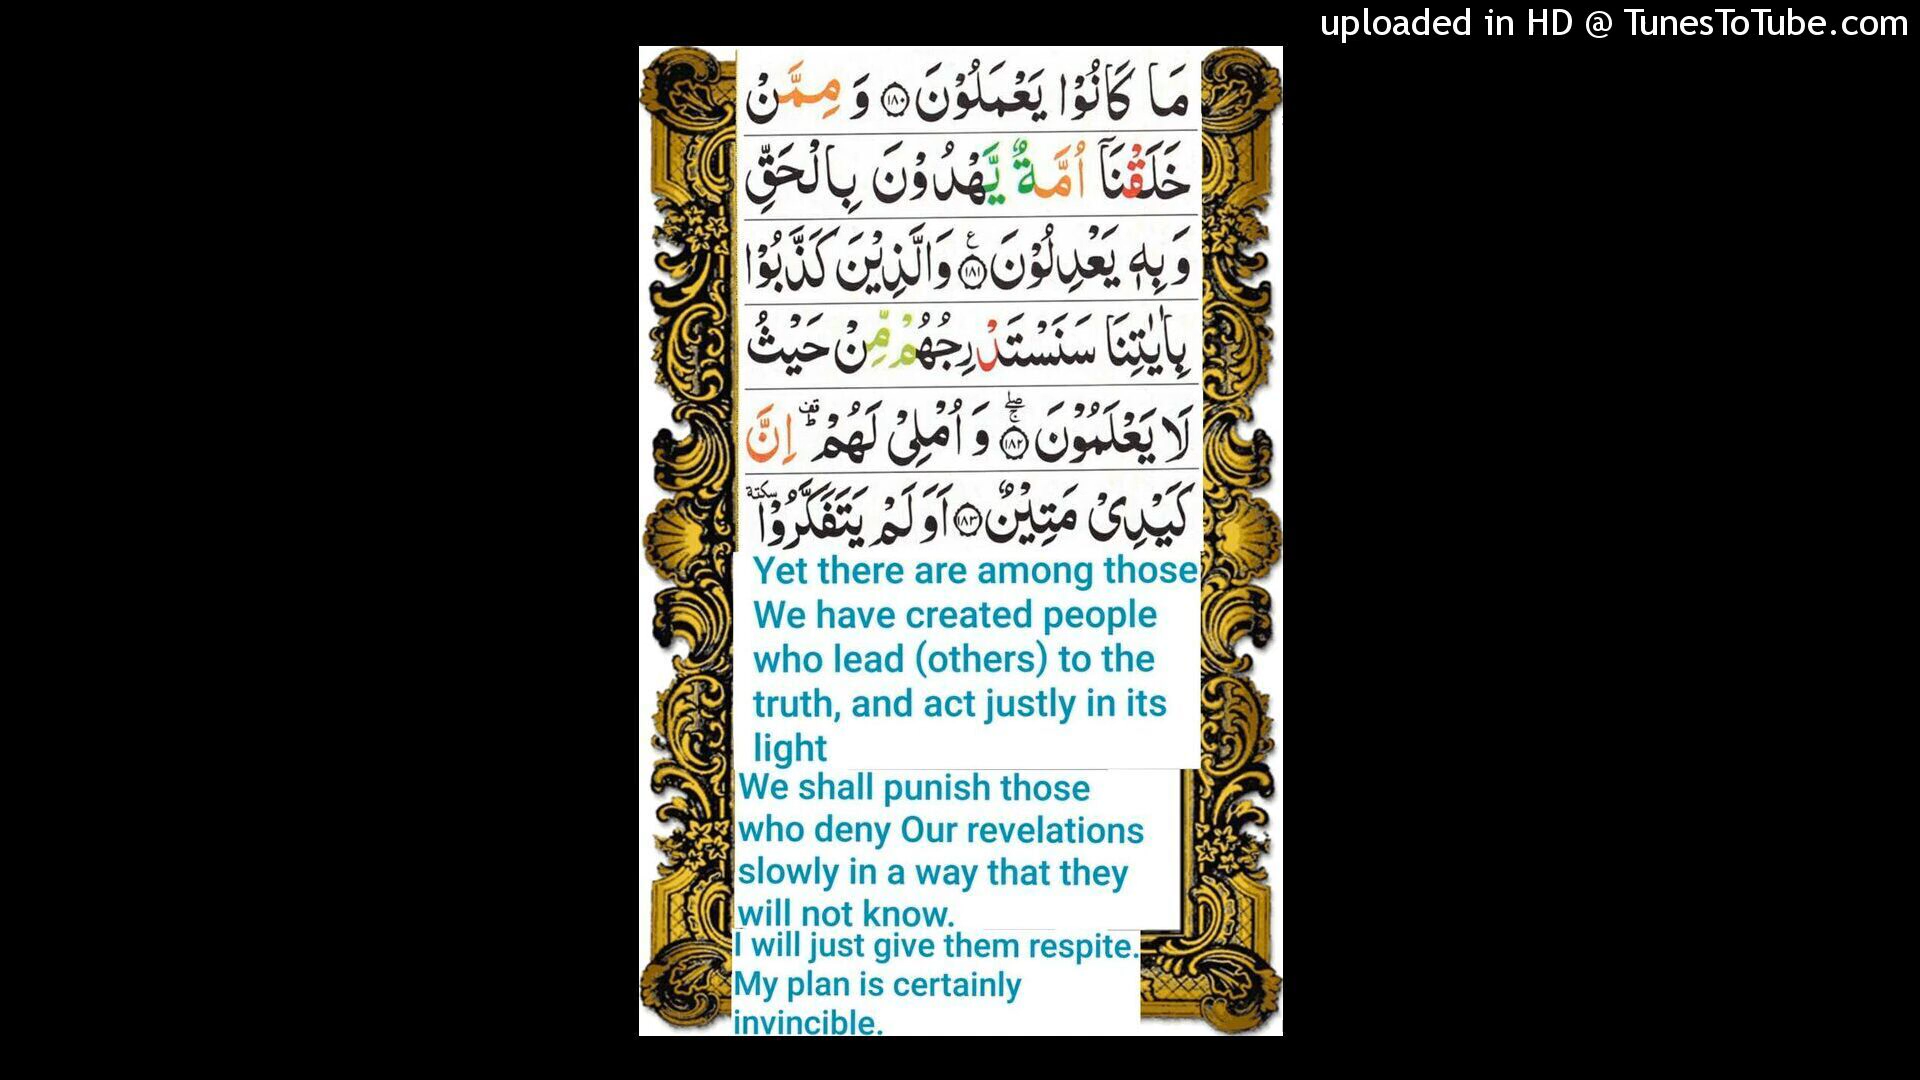 uploaded in HD @ TunesToTube.com
مَا كَانُوْا يَعْمَلُوْنَ ۝١٨٠ وَ مِمَّنْ
خَلَقْنَاۤ اُمَّةٌ یَّهْدُوْنَ بِالْحَقِّ
وَ بِهٖ يَعْدِلُوْنَ ۝١٨١ ع وَالَّذِيْنَ كَذَّبُوْا
بِاٰيٰتِنَا سَنَسْتَدْرِجُهُمْ مِّنْ حَيْثُ
لَا يَعْلَمُوْنَ ۝١٨٢ وَ اُمْلِيْ لَهُمْ ؕ قف اِنَّ
كَيْدِيْ مَتِيْنٌ ۝١٨٣ اَوَلَمْ يَتَفَكَّرُوْا سكتة
Yet there are among those
We have created people
who lead (others) to the
truth, and act justly in its
light
We shall punish those
who deny Our revelations
slowly in a way that they
will not know.
I will just give them respite.
My plan is certainly
invincible.